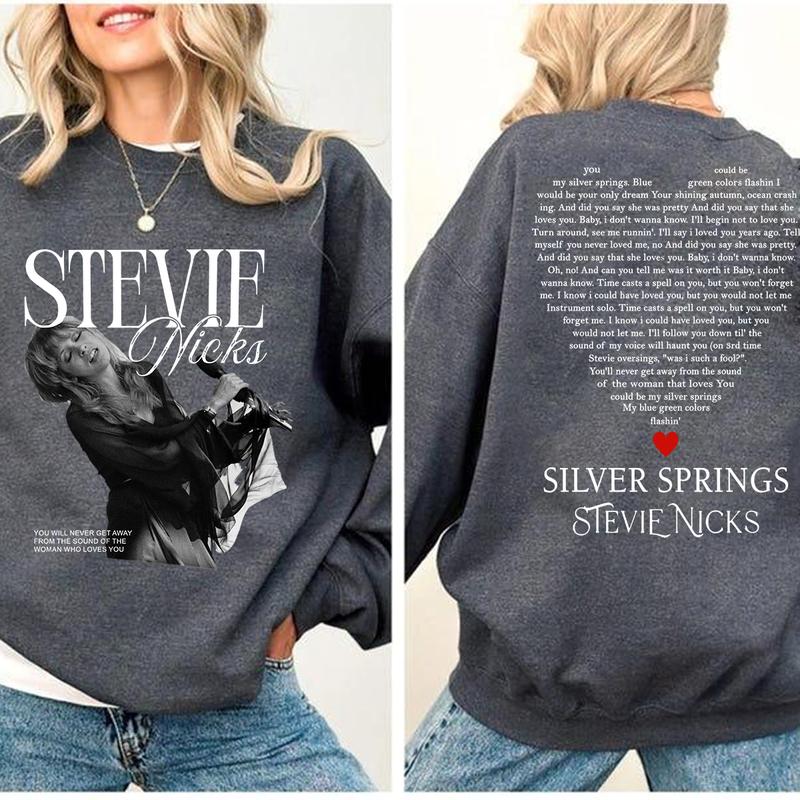 STEVIE
Nicks
YOU WILL NEVER GET AWAY
FROM THE SOUND OF THE
WOMAN WHO LOVES YOU
you could be
my silver springs. Blue green colors flashin I
would be your only dream Your shining autumn, ocean crash
ing. And did you say she was pretty And did you say that she
loves you. Baby, i don't wanna know. I'll begin not to love you.
Turn around, see me runnin'. I'll say i loved you years ago. Tell
myself you never loved me, no And did you say she was pretty.
And did you say that she loves you. Baby, i don't wanna know.
Oh, no! And can you tell me was it worth it Baby, i don't
wanna know. Time casts a spell on you, but you won't forget
me. I know i could have loved you, but you would not let me
Instrument solo. Time casts a spell on you, but you won't
forget me. I know i could have loved you, but you
would not let me. I'll follow you down til' the
sound of my voice will haunt you (on 3rd time
Stevie oversings, "was i such a fool?".
You'll never get away from the sound
of the woman that loves You
could be my silver springs
My blue green colors
flashin'
SILVER SPRINGS
STEVIE NICKS